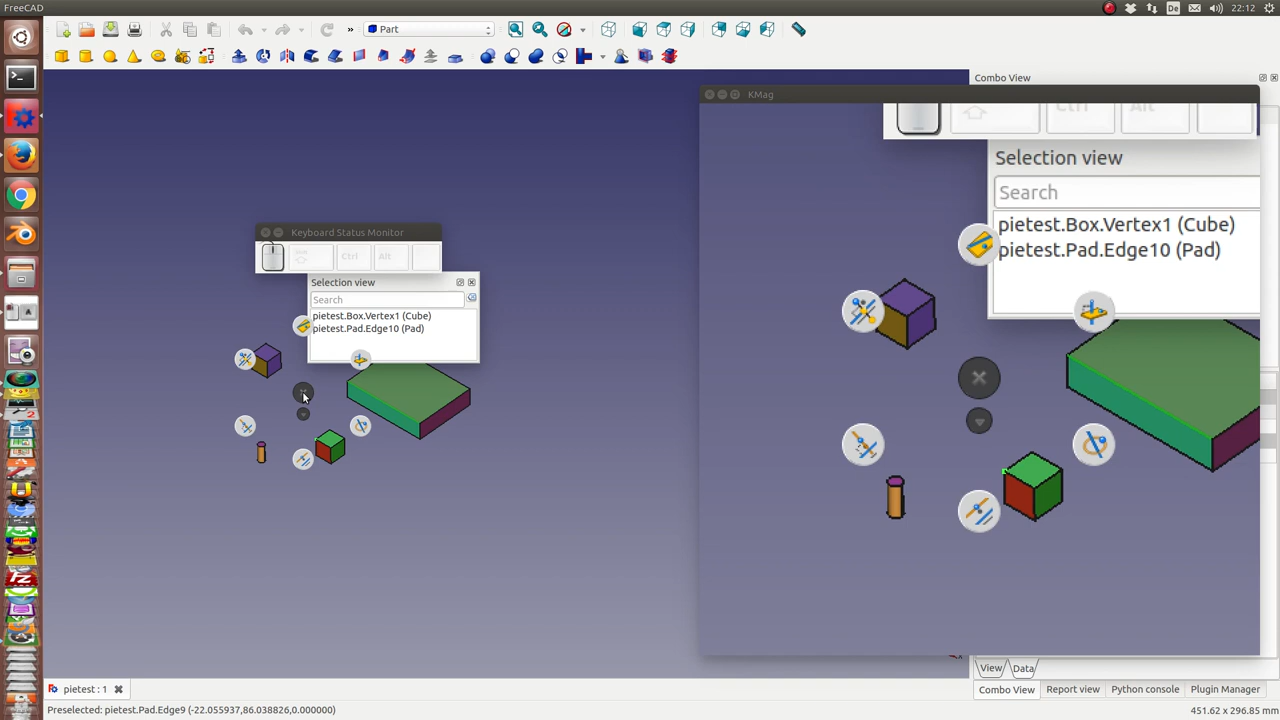 FreeCAD
De
22:12
Part
Combo View
KMag
Ctrl
Alt
Selection view
Search
pietest.Box.Vertex1 (Cube)
pietest.Pad.Edge10 (Pad)
Keyboard Status Monitor
Ctrl
Alt
Selection view
Search
pietest.Box.Vertex1 (Cube)
pietest.Pad.Edge10 (Pad)
View
Data
pietest : 1
Combo View
Report view
Python console
Plugin Manager
Preselected: pietest.Pad.Edge9 (-22.055937,86.038826,0.000000)
451.62 x 296.85 mm